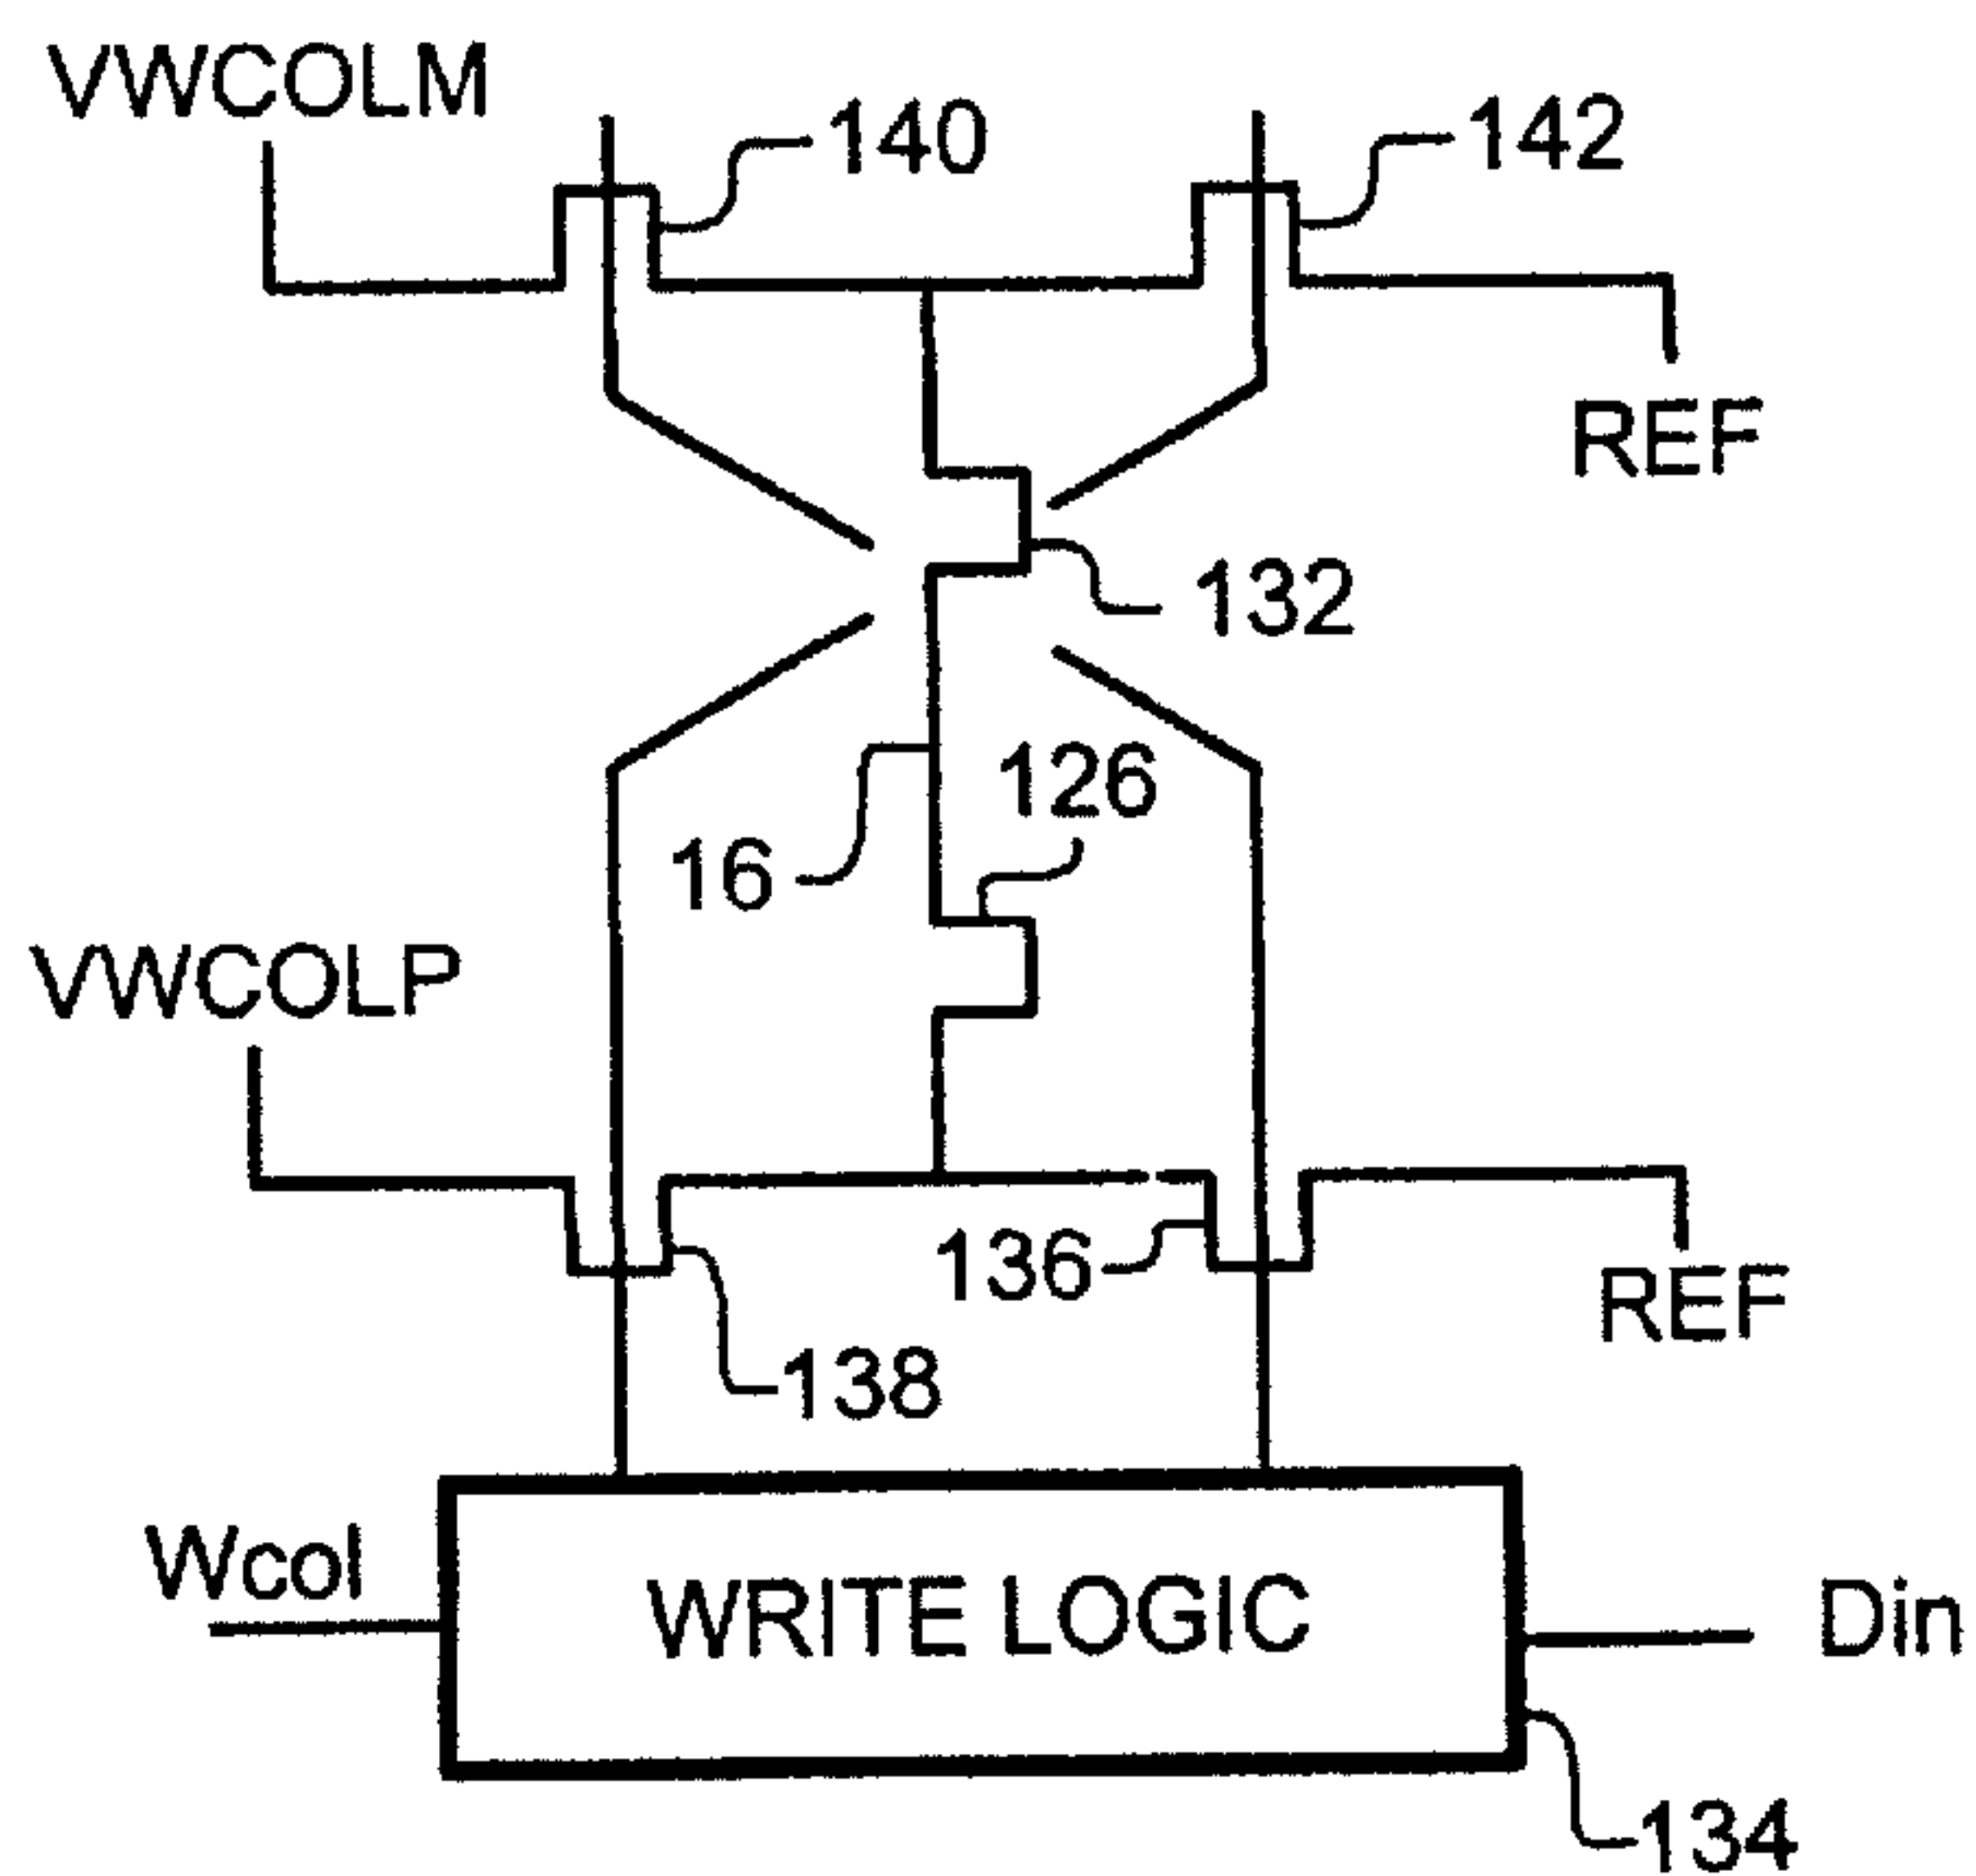 VWCOLM
140
142
REF
132
126
16
VWCOLP
136
REF
138
Wcol
WRITE LOGIC
Din
134